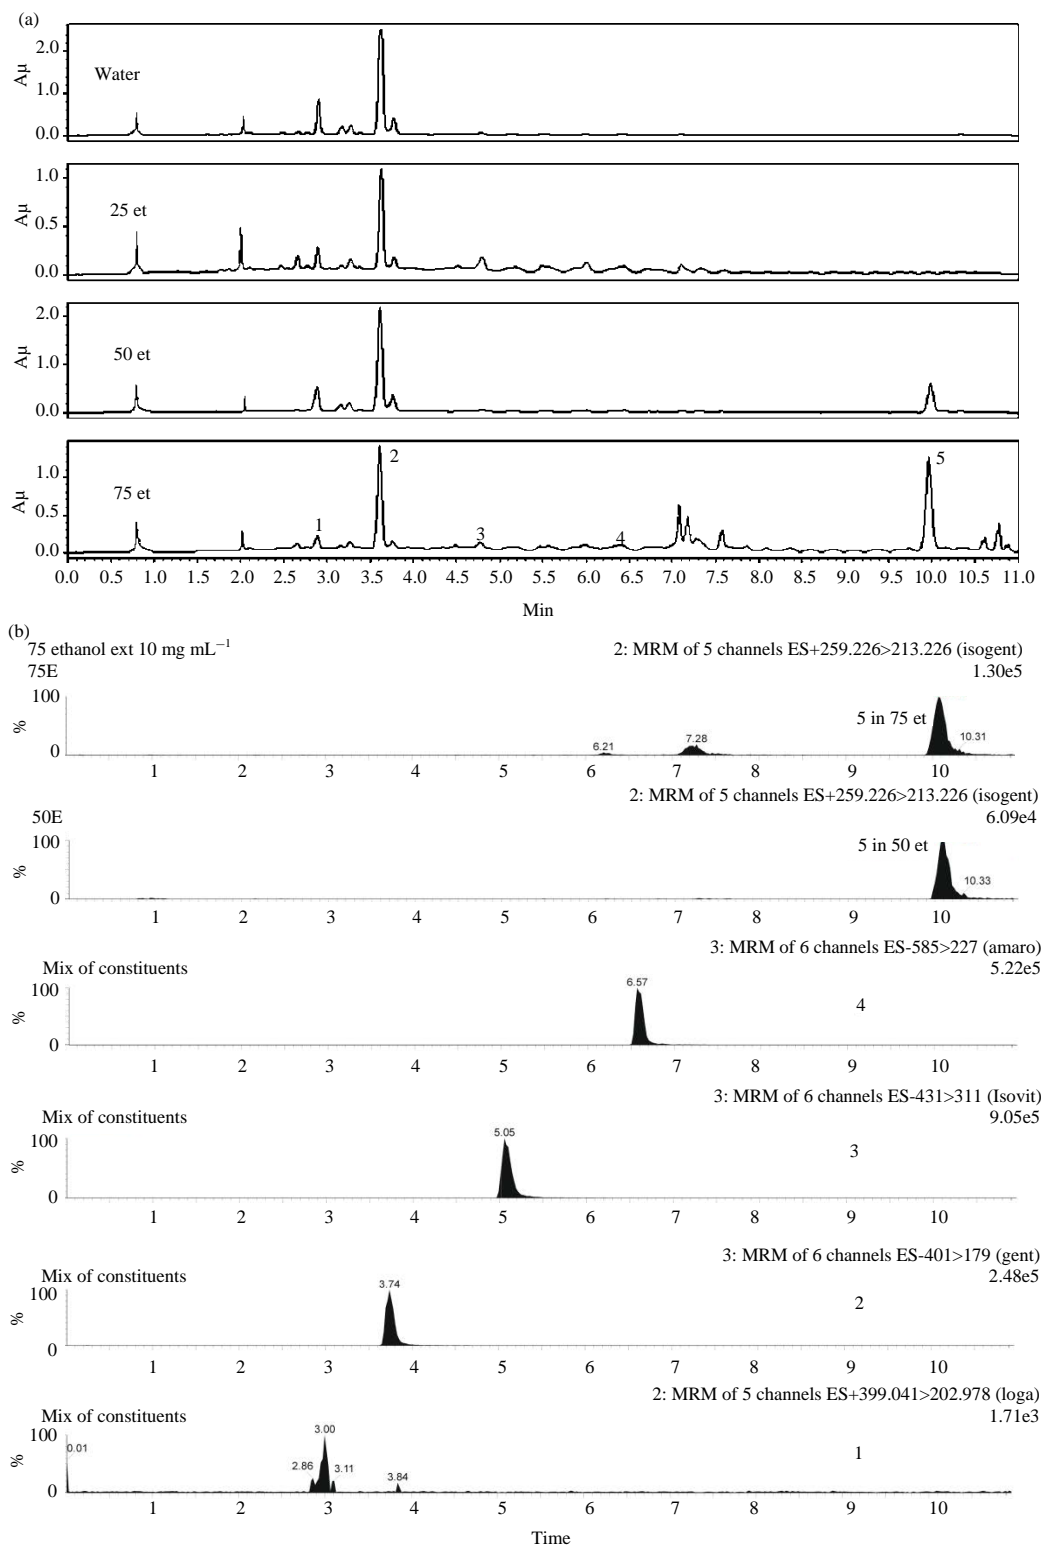 (a)
2.0
Aµ
Water
1.0
0.0
1.0
Aµ
25 et
0.5
0.0
2.0
Aµ
50 et
1.0
0.0
1.0
Aµ
75 et
0.5
0.0
1
2
3
4
5
0.0 0.5 1.0 1.5 2.0 2.5 3.0 3.5 4.0 4.5 5.0 5.5 6.0 6.5 7.0 7.5 8.0 8.5 9.0 9.5 10.0 10.5 11.0
Min
(b)
75 ethanol ext 10 mg mL⁻¹
2: MRM of 5 channels ES+259.226>213.226 (isogent)
75E
1.30e5
100
%
0
6.21
7.28
5 in 75 et
10.31
1 2 3 4 5 6 7 8 9 10
2: MRM of 5 channels ES+259.226>213.226 (isogent)
50E
6.09e4
100
%
0
5 in 50 et
10.33
1 2 3 4 5 6 7 8 9 10
3: MRM of 6 channels ES-585>227 (amaro)
Mix of constituents
5.22e5
100
%
0
6.57
4
1 2 3 4 5 6 7 8 9 10
3: MRM of 6 channels ES-431>311 (Isovit)
Mix of constituents
9.05e5
100
%
0
5.05
3
1 2 3 4 5 6 7 8 9 10
3: MRM of 6 channels ES-401>179 (gent)
Mix of constituents
2.48e5
100
%
0
3.74
2
1 2 3 4 5 6 7 8 9 10
2: MRM of 5 channels ES+399.041>202.978 (loga)
Mix of constituents
1.71e3
100
%
0
0.01
2.86
3.00
3.11
3.84
1
1 2 3 4 5 6 7 8 9 10
Time